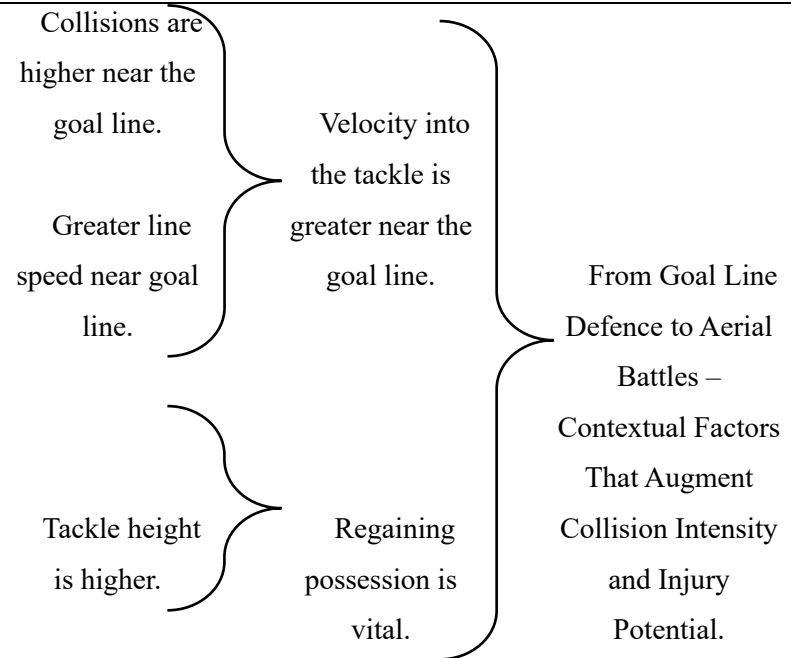 Collisions are
higher near the
goal line.
Greater line
speed near goal
line.
Tackle height
is higher.
Velocity into
the tackle is
greater near the
goal line.
Regaining
possession is
vital.
From Goal Line
Defence to Aerial
Battles –
Contextual Factors
That Augment
Collision Intensity
and Injury
Potential.